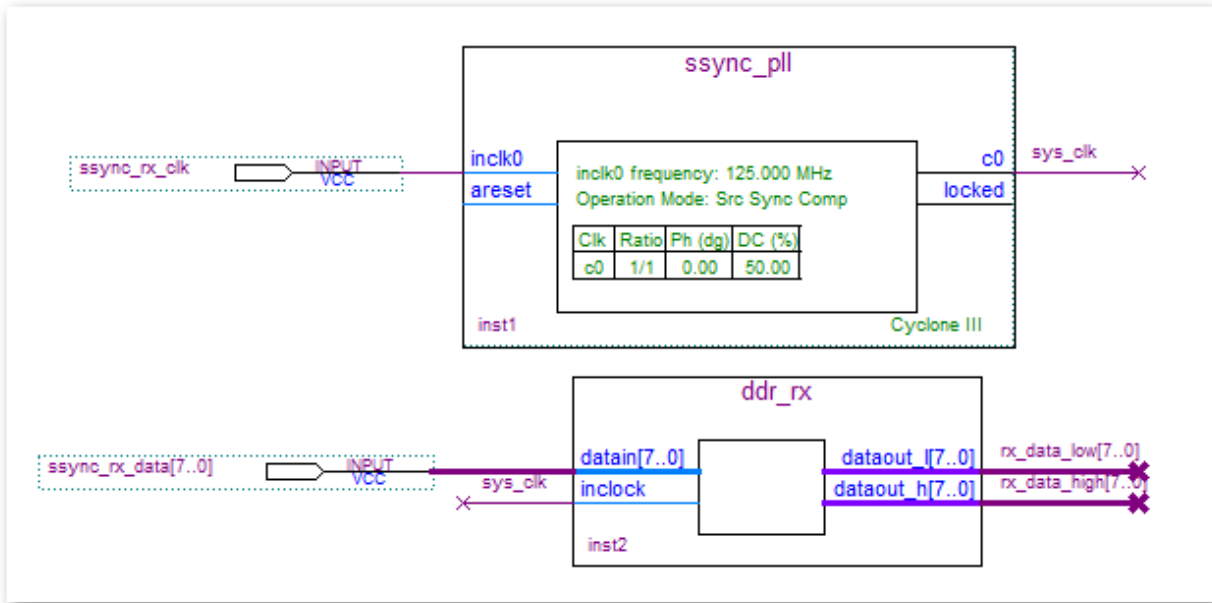 ssync_pll
ssync_rx_clk
INPUT
VCC
inclk0
areset
inclk0 frequency: 125.000 MHz
Operation Mode: Src Sync Comp
Clk Ratio Ph (dg) DC (%)
c0 1/1 0.00 50.00
c0
locked
sys_clk
inst1
Cyclone III
ddr_rx
ssync_rx_data[7..0]
INPUT
VCC
sys_clk
datain[7..0]
inclock
dataout_l[7..0]
dataout_h[7..0]
rx_data_low[7..0]
rx_data_high[7..0]
inst2